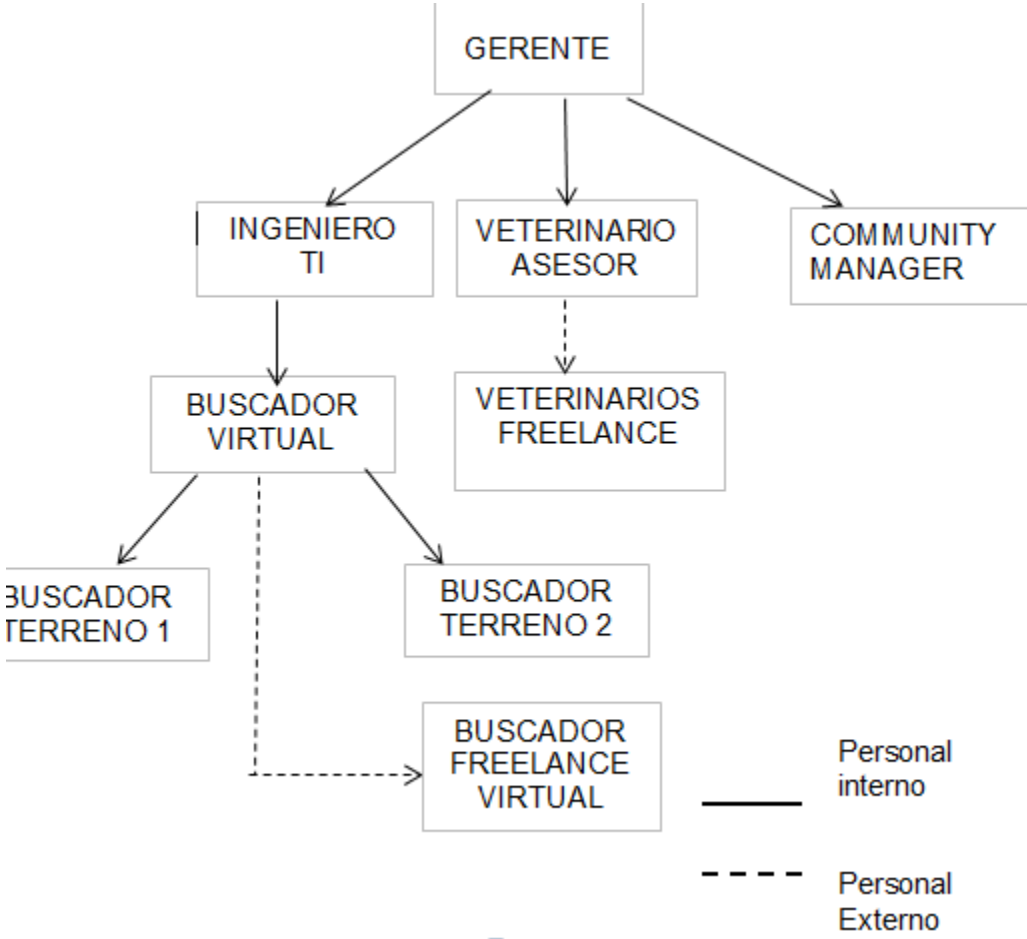 GERENTE
INGENIERO
TI
VETERINARIO
ASESOR
COMMUNITY
MANAGER
BUSCADOR
VIRTUAL
VETERINARIOS
FREELANCE
BUSCADOR
TERRENO 1
BUSCADOR
TERRENO 2
BUSCADOR
FREELANCE
VIRTUAL
Personal
interno
Personal
Externo